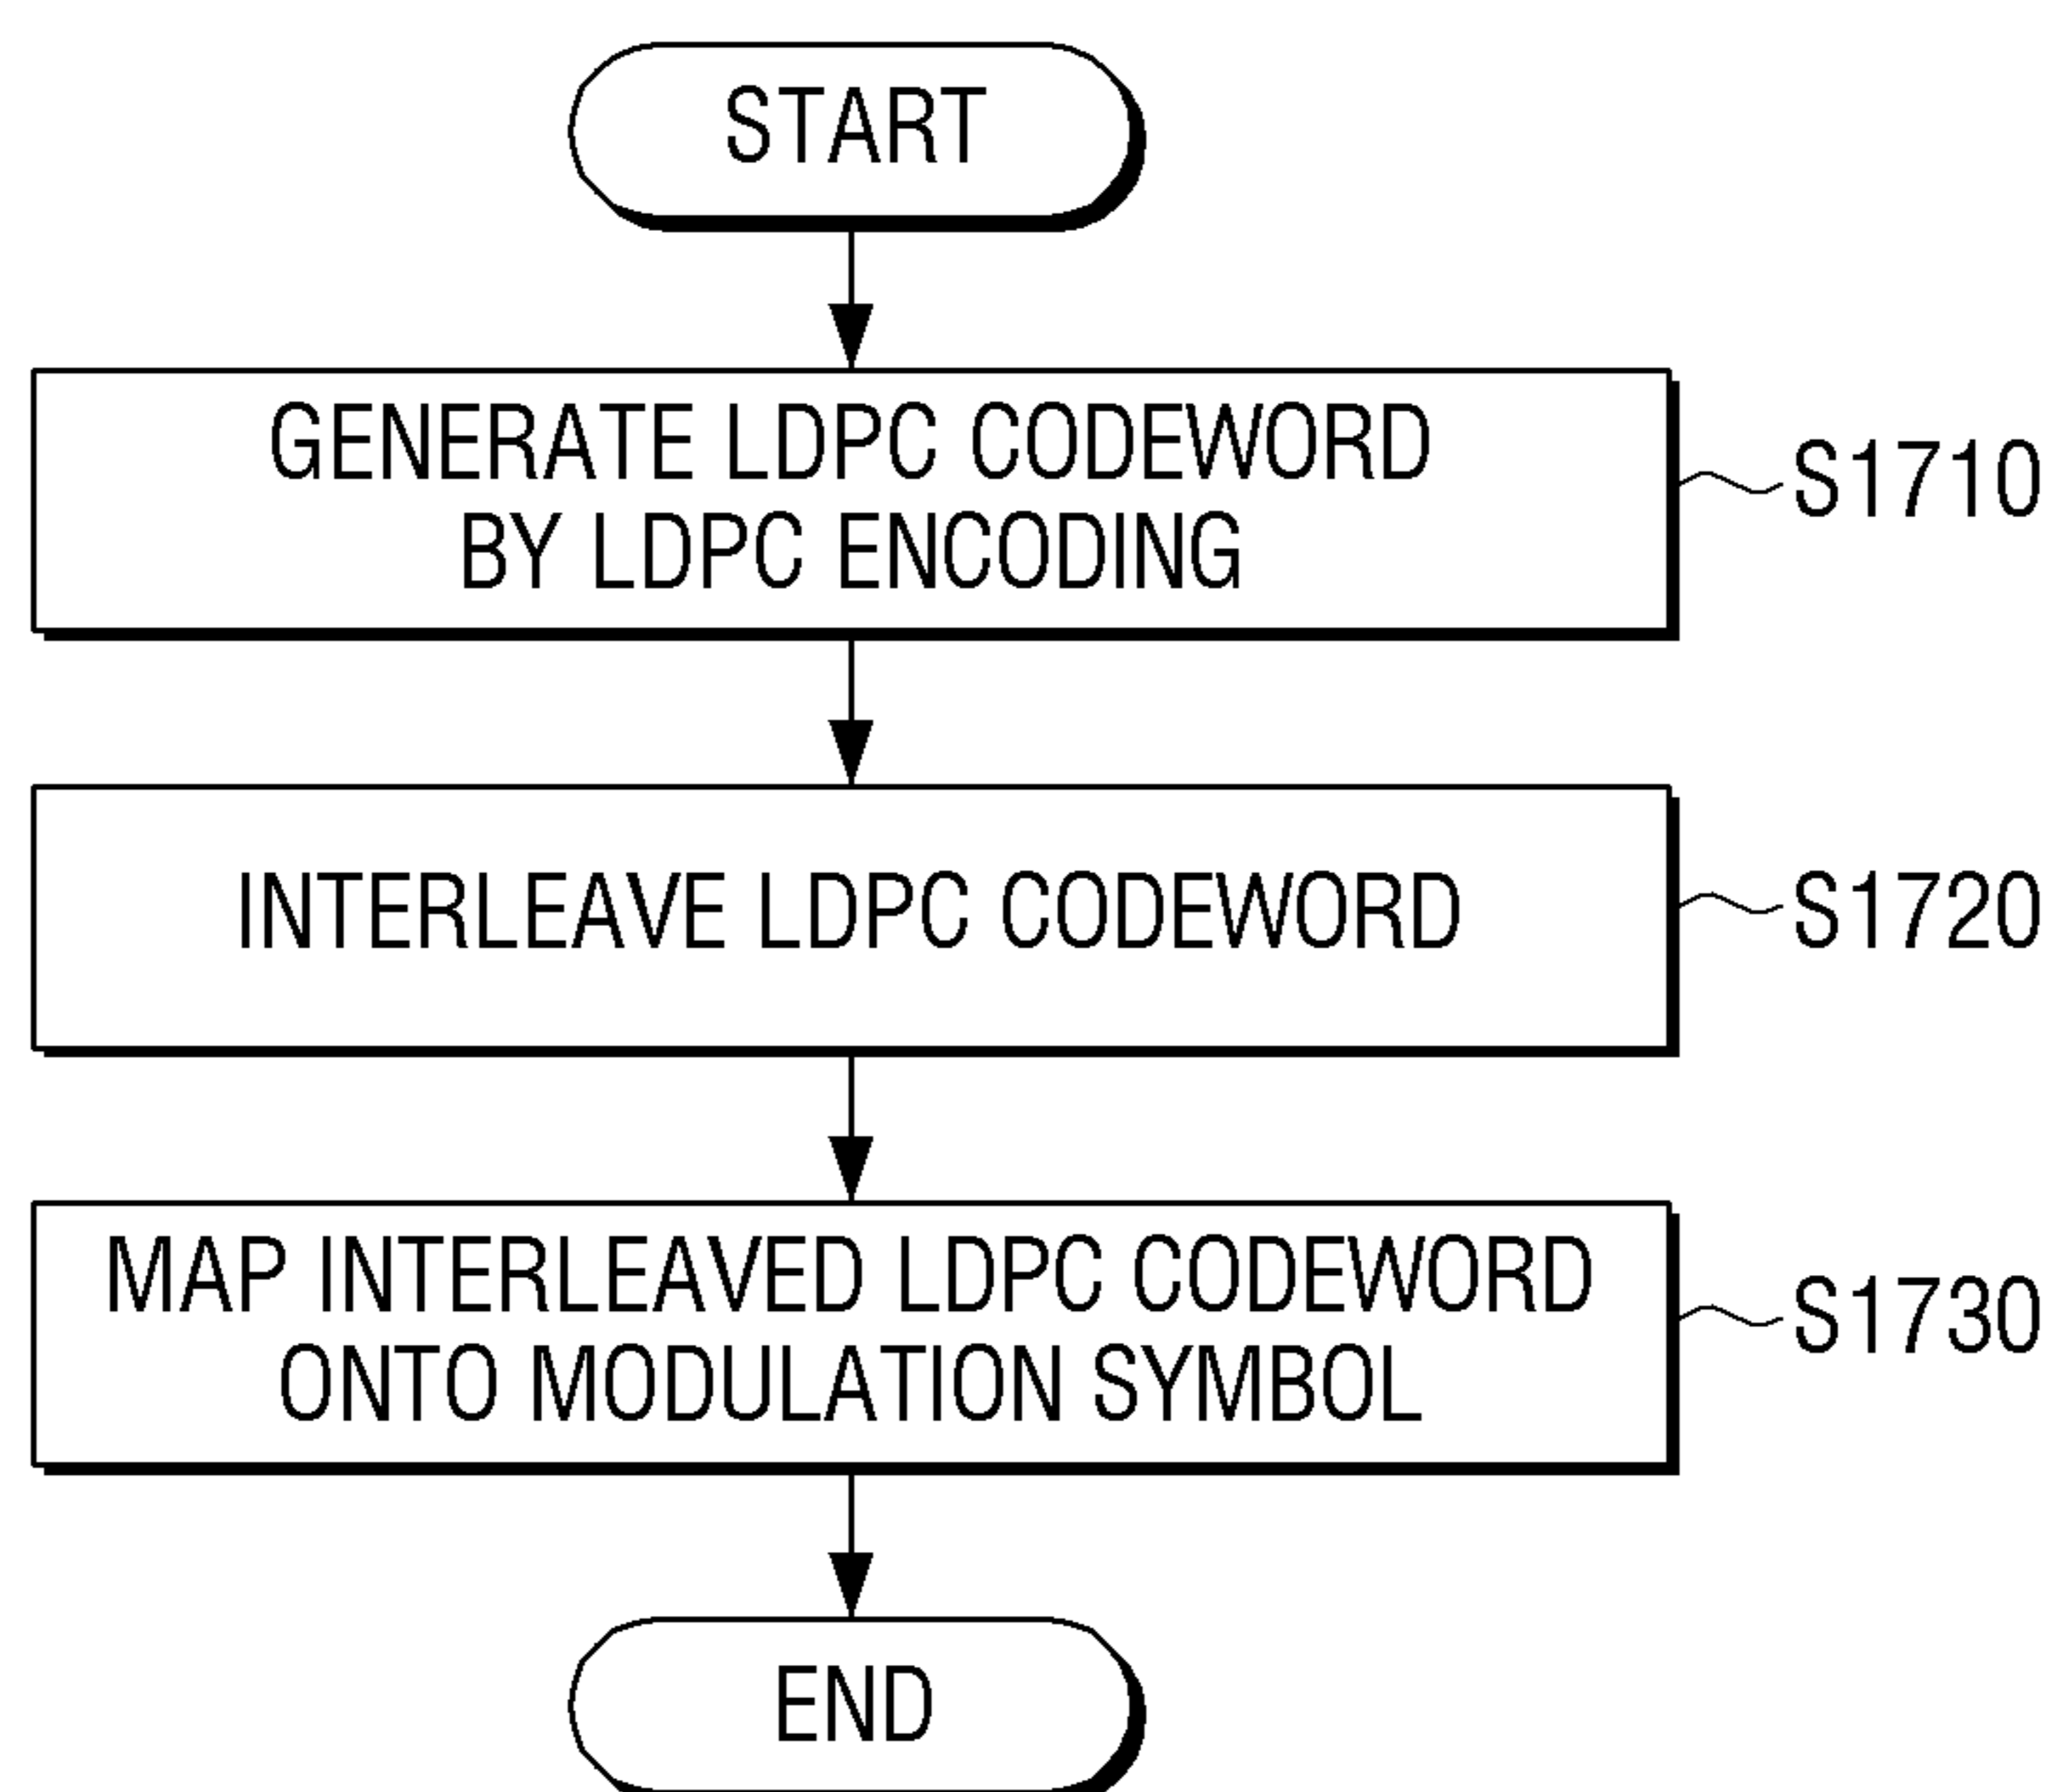 START
GENERATE LDPC CODEWORD
BY LDPC ENCODING
S1710
INTERLEAVE LDPC CODEWORD
S1720
MAP INTERLEAVED LDPC CODEWORD
ONTO MODULATION SYMBOL
S1730
END